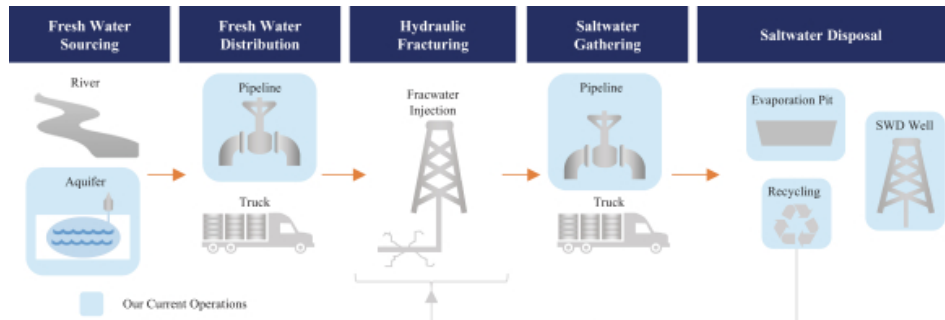 Fresh Water
Sourcing
Fresh Water
Distribution
Hydraulic
Fracturing
Saltwater
Gathering
Saltwater Disposal
River
Aquifer
Pipeline
Truck
Fracwater
Injection
Pipeline
Truck
Evaporation Pit
SWD Well
Recycling
Our Current Operations